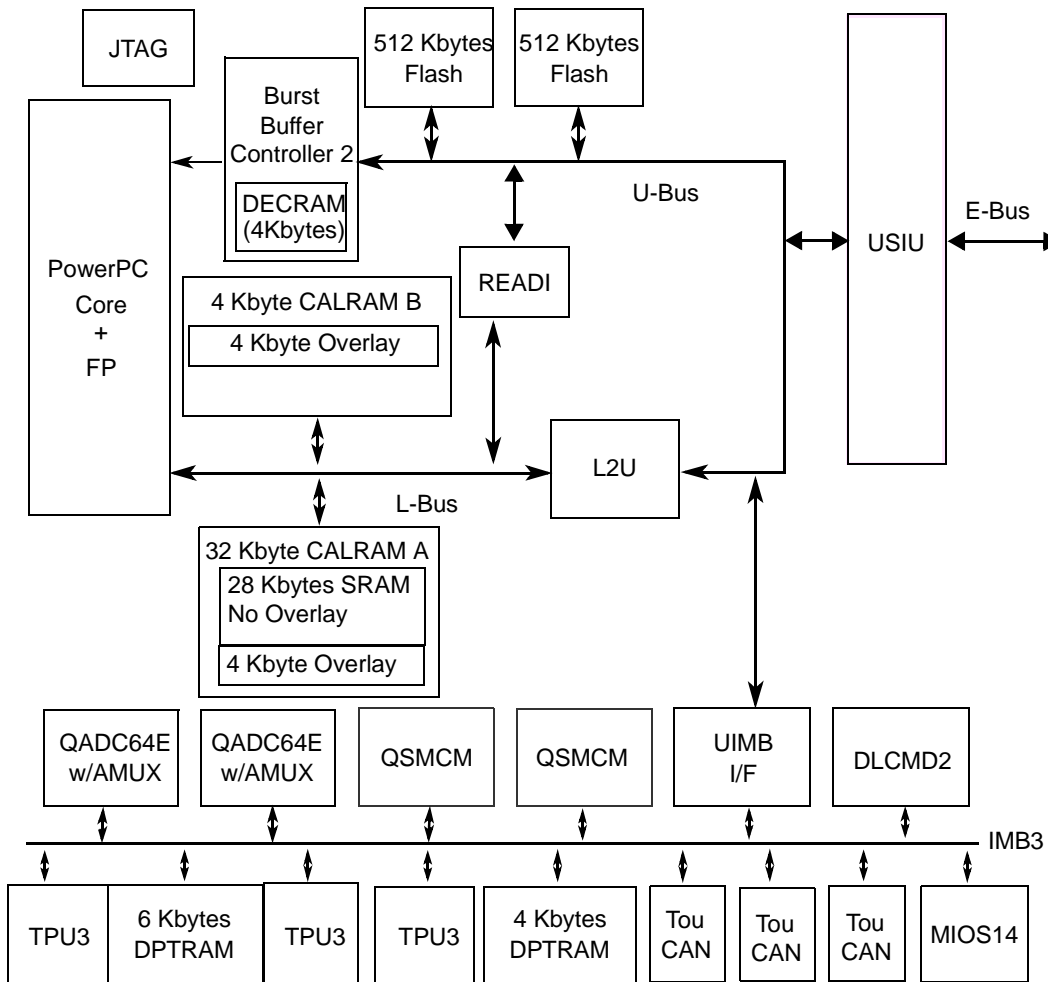 JTAG
512 Kbytes
Flash
512 Kbytes
Flash
Burst
Buffer
Controller 2
DECRAM
(4Kbytes)
U-Bus
E-Bus
USIU
PowerPC
Core
+
FP
READI
4 Kbyte CALRAM B
4 Kbyte Overlay
L2U
L-Bus
32 Kbyte CALRAM A
28 Kbytes SRAM
No Overlay
4 Kbyte Overlay
QADC64E
w/AMUX
QADC64E
w/AMUX
QSMCM
QSMCM
UIMB
I/F
DLCMD2
IMB3
TPU3
6 Kbytes
DPTRAM
TPU3
TPU3
4 Kbytes
DPTRAM
Tou
CAN
Tou
CAN
Tou
CAN
MIOS14